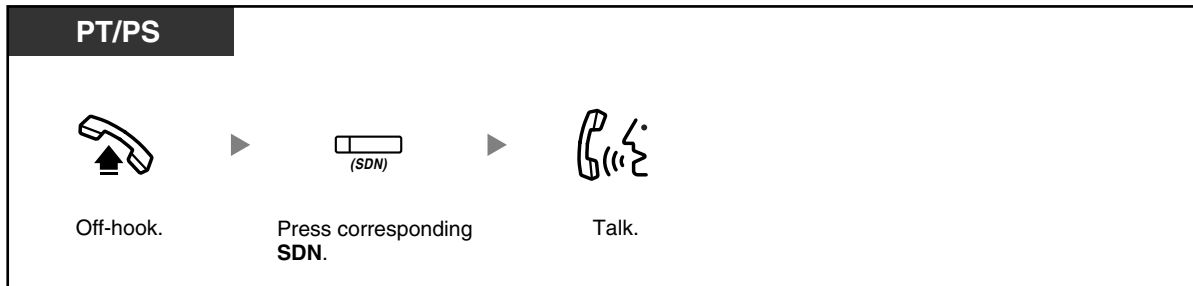 PT/PS
(SDN)
Off-hook.
Press corresponding
SDN.
Talk.